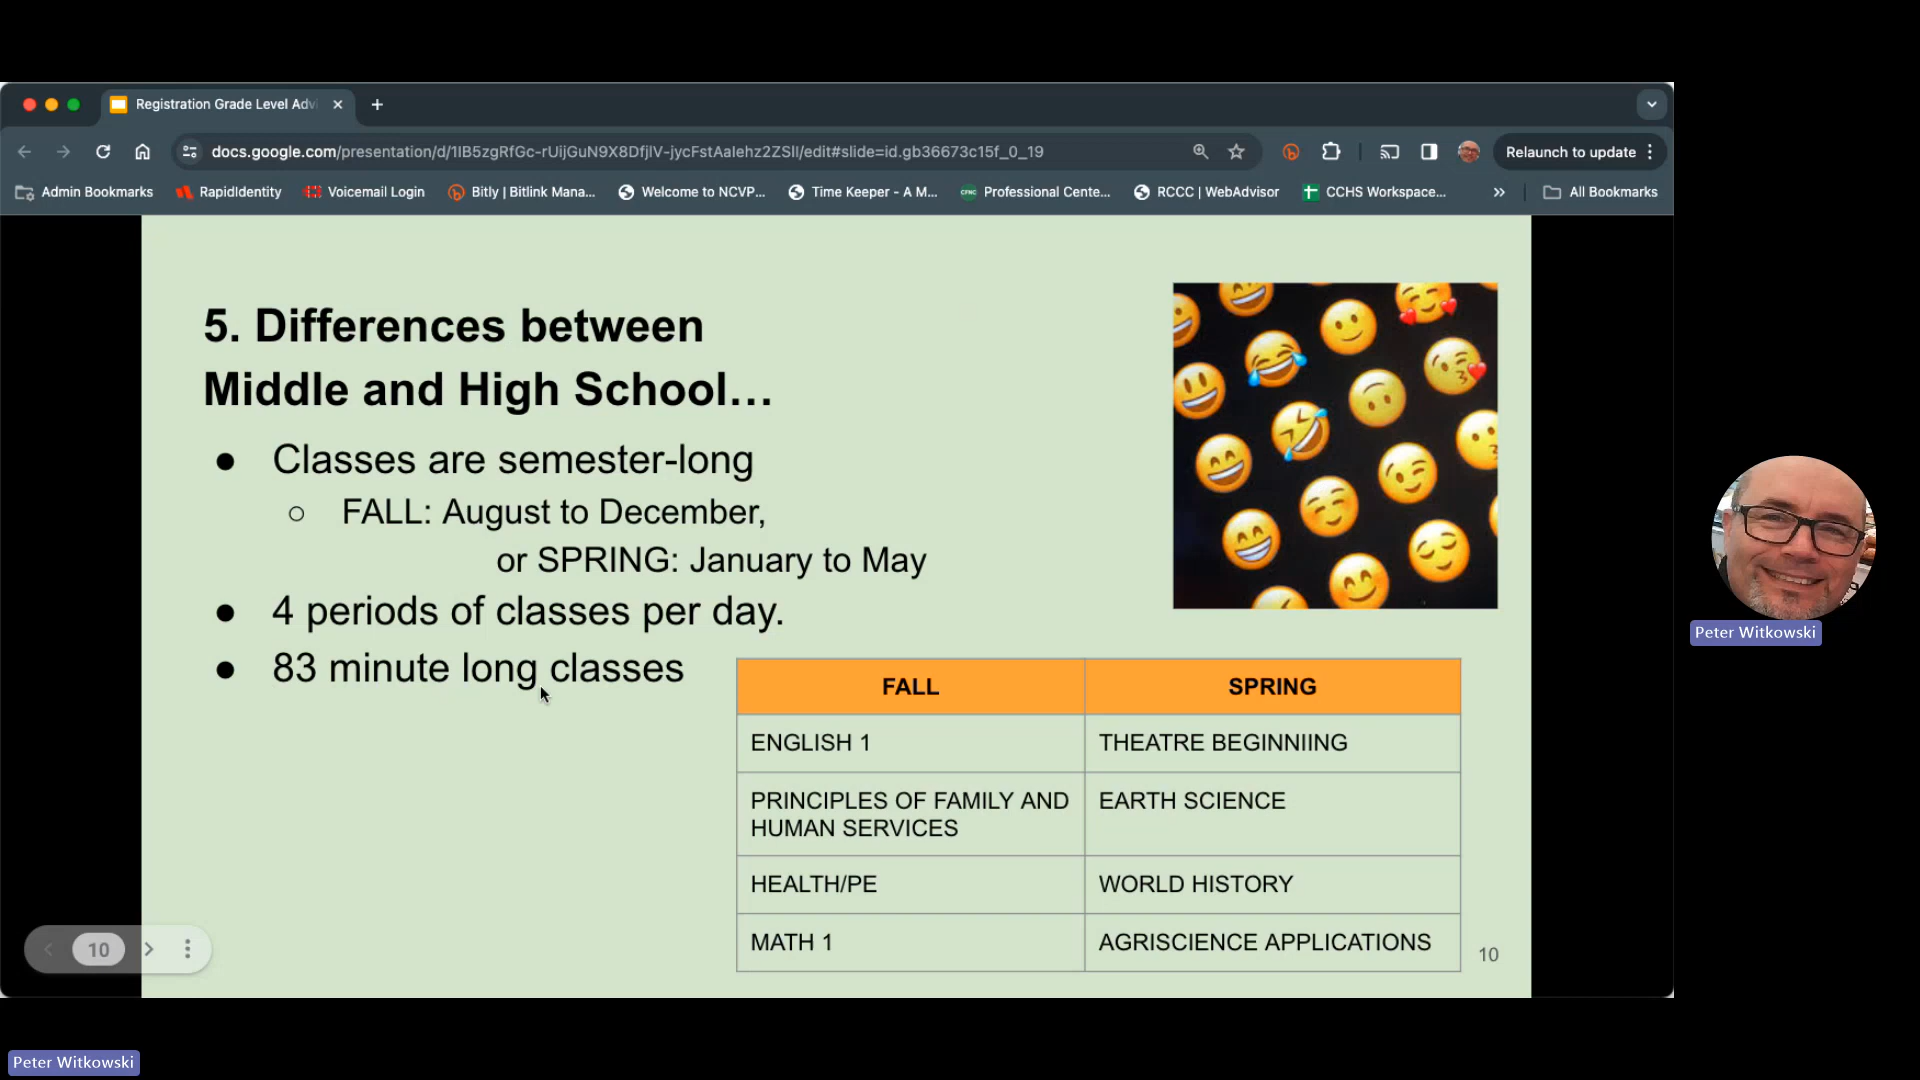 Registration Grade Level Adv
docs.google.com/presentation/d/1IB5zgRfGc-rUijGuN9X8DfjlV-jycFstAalehz2ZSlI/edit#slide=id.gb36673c15f_0_19
Relaunch to update
Admin Bookmarks
RapidIdentity
Voicemail Login
Bitly | Bitlink Mana...
Welcome to NCVP...
Time Keeper - A M...
CFNC
Professional Cente...
RCCC | WebAdvisor
CCHS Workspace...
All Bookmarks
5. Differences between
Middle and High School...
Classes are semester-long
FALL: August to December,
or SPRING: January to May
4 periods of classes per day.
83 minute long classes
FALL SPRING
ENGLISH 1 THEATRE BEGINNIING
PRINCIPLES OF FAMILY AND EARTH SCIENCE
HUMAN SERVICES
HEALTH/PE WORLD HISTORY
MATH 1 AGRISCIENCE APPLICATIONS
10
10
Peter Witkowski
Peter Witkowski